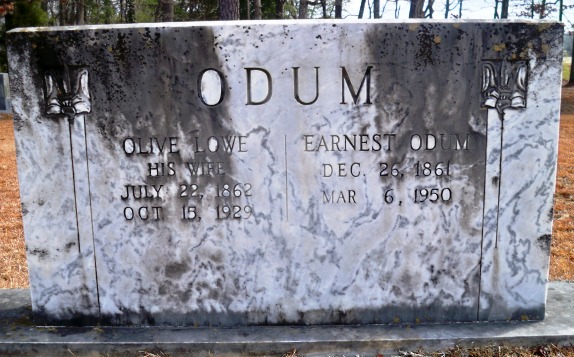 ODUM
OLIVE LOWE
HIS WIFE
JULY 22, 1862
OCT 15, 1929
EARNEST ODUM
DEC. 26, 1861
MAR 6, 1950